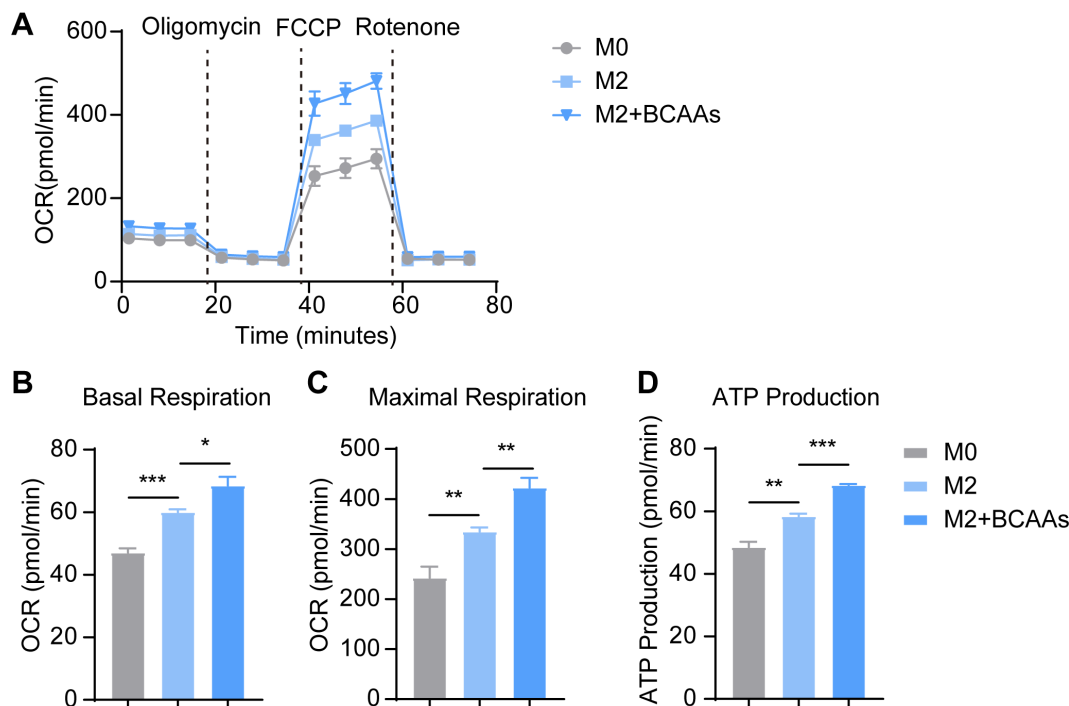 A
Oligomycin FCCP Rotenone
OCR(pmol/min)
600
400
200
0
0 20 40 60 80
Time (minutes)
M0
M2
M2+BCAAs
B
Basal Respiration
***
*
OCR (pmol/min)
80
60
40
20
0
C
Maximal Respiration
**
**
OCR (pmol/min)
500
400
300
200
100
0
D
ATP Production
**
***
ATP Production (pmol/min)
80
60
40
20
0
M0
M2
M2+BCAAs